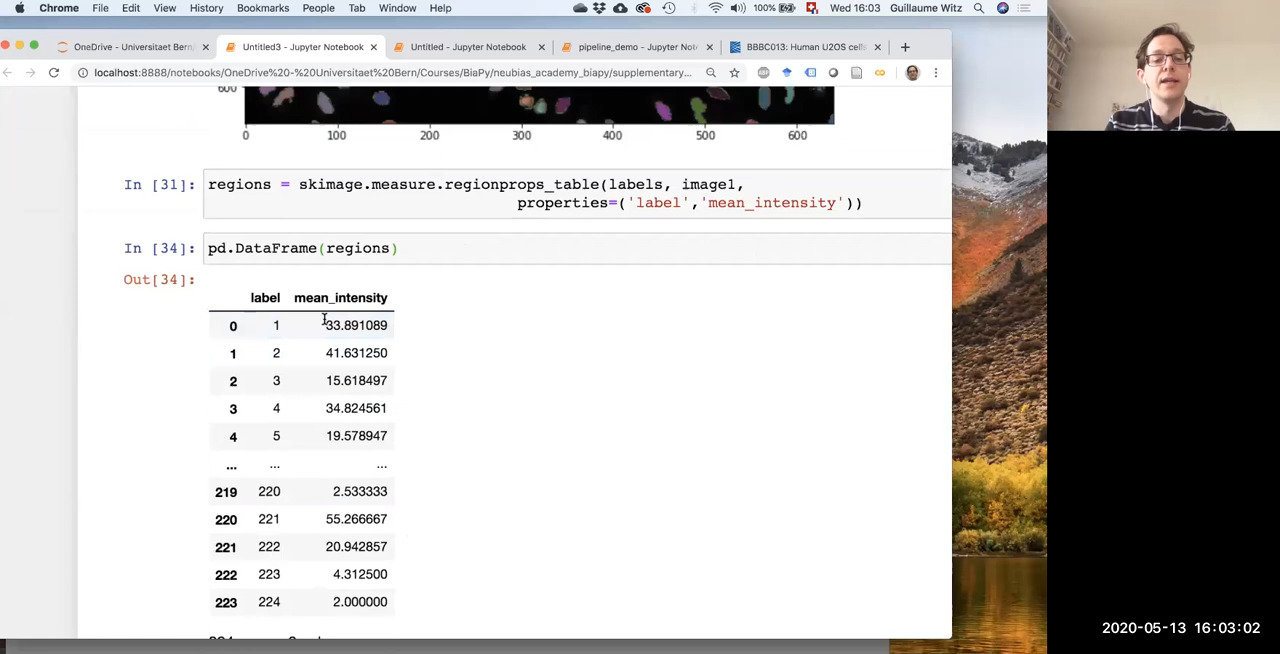 Chrome File Edit View History Bookmarks People Tab Window Help 100% Wed 16:03 Guillaume Witz
OneDrive - Universitaet Bern Untitled3 - Jupyter Notebook Untitled - Jupyter Notebook pipeline_demo - Jupyter Not BBBC013: Human U2OS cells
localhost:8888/notebooks/OneDrive%20-%20Universitaet%20Bern/Courses/BiaPy/neubias_academy_biapy/supplementary...
600
0 100 200 300 400 500 600
In [31]: regions = skimage.measure.regionprops_table(labels, image1,
properties=('label','mean_intensity'))
In [34]: pd.DataFrame(regions)
Out[34]:
label mean_intensity
0 1 33.891089
1 2 41.631250
2 3 15.618497
3 4 34.824561
4 5 19.578947
... ... ...
219 220 2.533333
220 221 55.266667
221 222 20.942857
222 223 4.312500
223 224 2.000000
2020-05-13 16:03:02